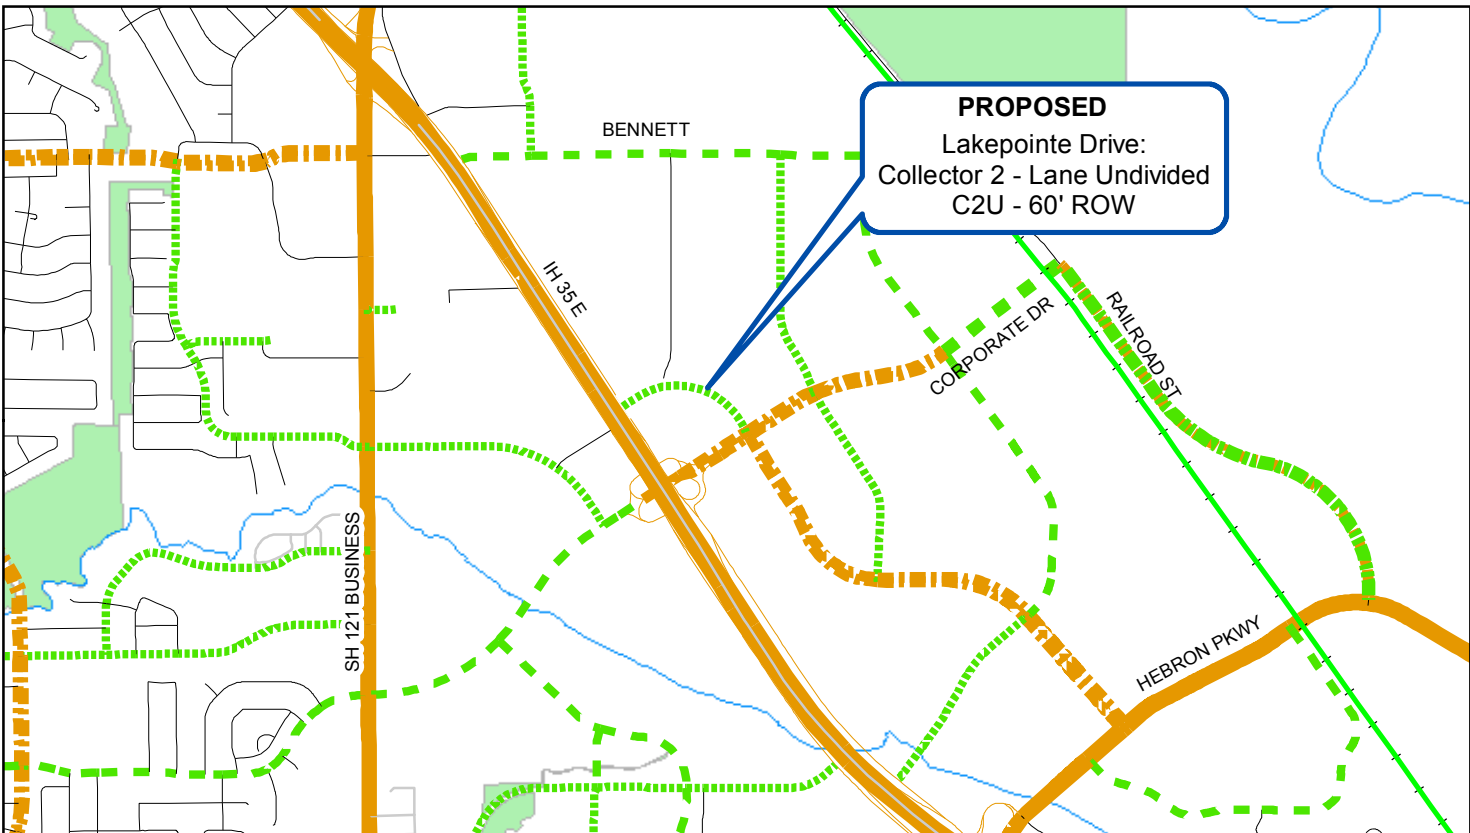 PROPOSED
Lakepointe Drive:
Collector 2 - Lane Undivided
C2U - 60' ROW
BENNETT
IH 35 E
CORPORATE DR
RAILROAD ST
SH 121 BUSINESS
HEBRON PKWY